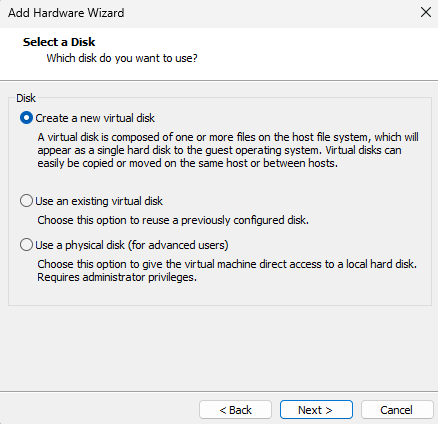 Add Hardware Wizard
Select a Disk
Which disk do you want to use?
Disk
Create a new virtual disk
A virtual disk is composed of one or more files on the host file system, which will
appear as a single hard disk to the guest operating system. Virtual disks can
easily be copied or moved on the same host or between hosts.
Use an existing virtual disk
Choose this option to reuse a previously configured disk.
Use a physical disk (for advanced users)
Choose this option to give the virtual machine direct access to a local hard disk.
Requires administrator privileges.
< Back
Next >
Cancel